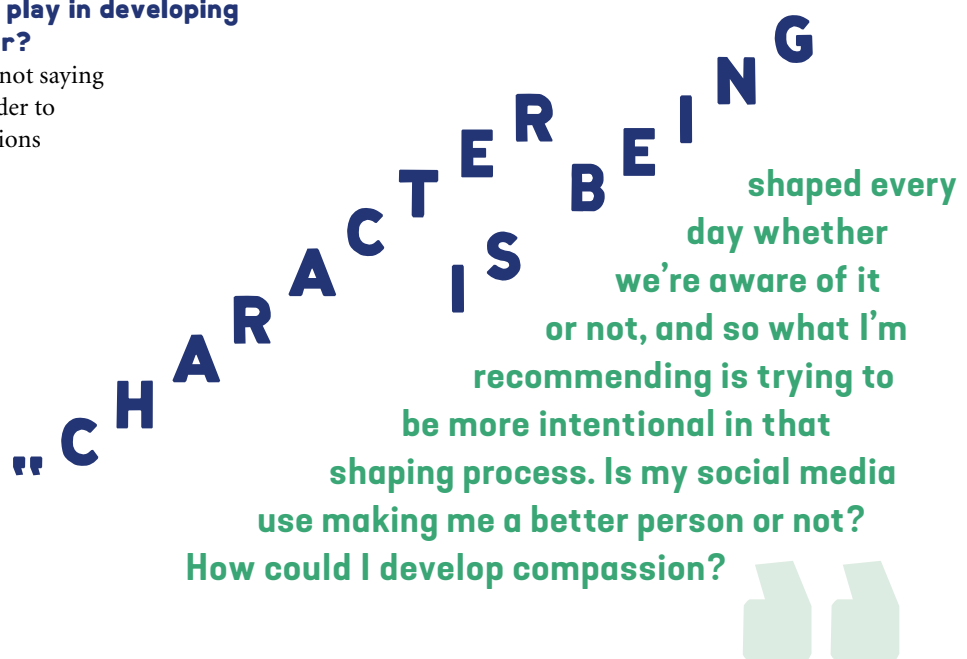 play in developing
r?
not saying
der to
ions
„CHARACTER
IS BEING
shaped every
day whether
we’re aware of it
or not, and so what I’m
recommending is trying to
be more intentional in that
shaping process. Is my social media
use making me a better person or not?
How could I develop compassion?